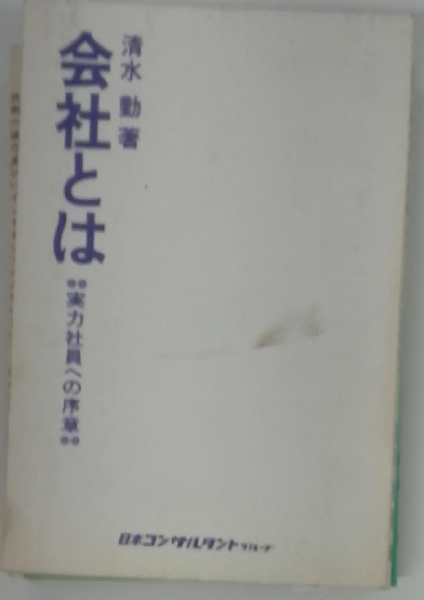 清水 勤 著
会社とは
**実力社員への序章**
日本コンサルタントグループ